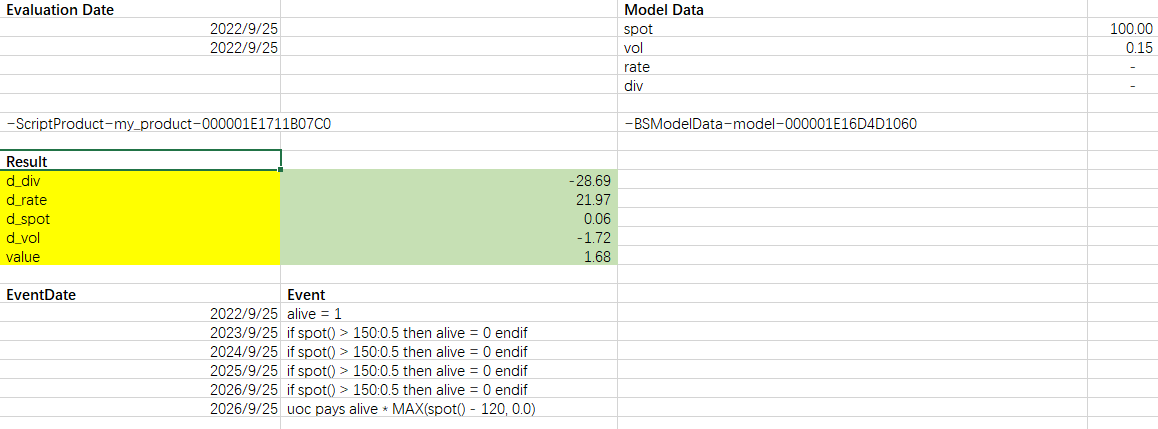 Evaluation Date Model Data
2022/9/25 spot 100.00
2022/9/25 vol 0.15
rate -
div -
~ScriptProduct~my_product~000001E1711B07C0 ~BSModelData~model~000001E16D4D1060
Result
d_div -28.69
d_rate 21.97
d_spot 0.06
d_vol -1.72
value 1.68
EventDate Event
2022/9/25 alive = 1
2023/9/25 if spot() > 150:0.5 then alive = 0 endif
2024/9/25 if spot() > 150:0.5 then alive = 0 endif
2025/9/25 if spot() > 150:0.5 then alive = 0 endif
2026/9/25 if spot() > 150:0.5 then alive = 0 endif
2026/9/25 uoc pays alive * MAX(spot() - 120, 0.0)